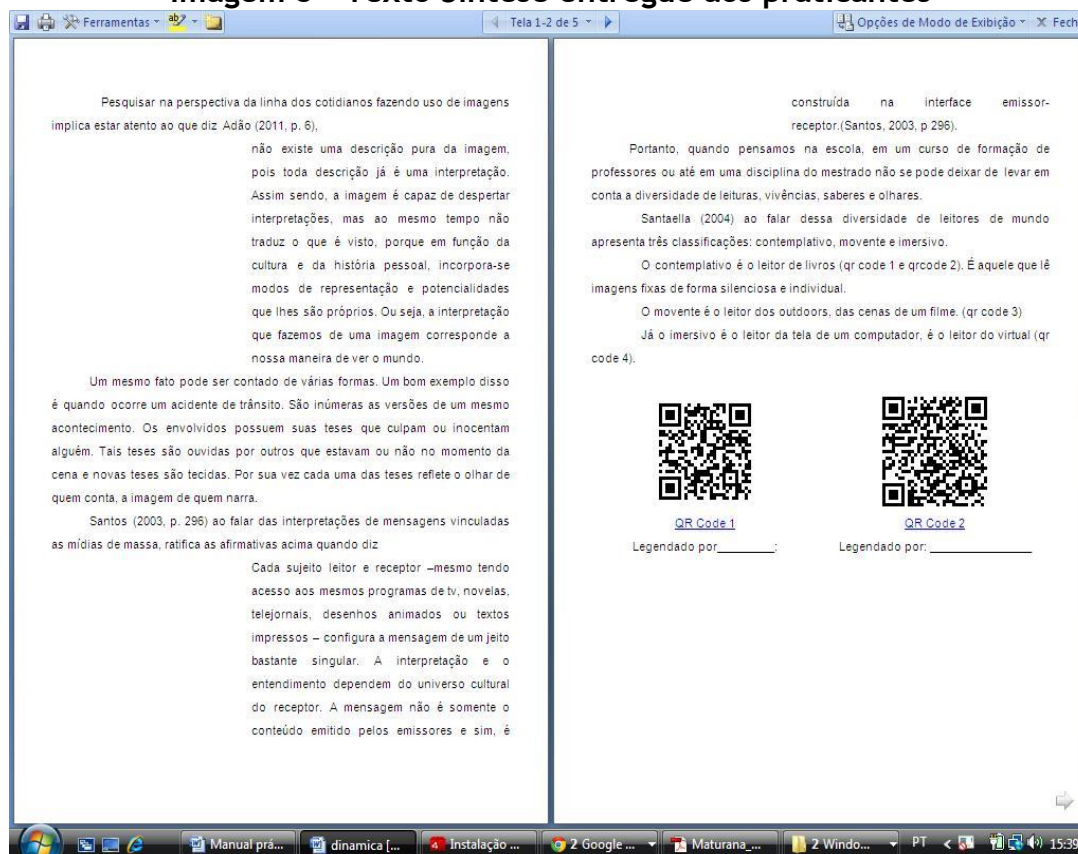 Imagem 6 – Texto Síntese entregue aos praticantes
Ferramentas
Tela 1-2 de 5
Opções de Modo de Exibição
Fech
Pesquisar na perspectiva da linha dos cotidianos fazendo uso de imagens
implica estar atento ao que diz Adão (2011, p. 6),
não existe uma descrição pura da imagem,
pois toda descrição já é uma interpretação.
Assim sendo, a imagem é capaz de despertar
interpretações, mas ao mesmo tempo não
traduz o que é visto, porque em função da
cultura e da história pessoal, incorpora-se
modos de representação e potencialidades
que lhes são próprios. Ou seja, a interpretação
que fazemos de uma imagem corresponde a
nossa maneira de ver o mundo.
Um mesmo fato pode ser contado de várias formas. Um bom exemplo disso
é quando ocorre um acidente de trânsito. São inúmeras as versões de um mesmo
acontecimento. Os envolvidos possuem suas teses que culpam ou inocentam
alguém. Tais teses são ouvidas por outros que estavam ou não no momento da
cena e novas teses são tecidas. Por sua vez cada uma das teses reflete o olhar de
quem conta, a imagem de quem narra.
Santos (2003, p. 296) ao falar das interpretações de mensagens vinculadas
as mídias de massa, ratifica as afirmativas acima quando diz
Cada sujeito leitor e receptor –mesmo tendo
acesso aos mesmos programas de tv, novelas,
telejornais, desenhos animados ou textos
impressos – configura a mensagem de um jeito
bastante singular. A interpretação e o
entendimento dependem do universo cultural
do receptor. A mensagem não é somente o
conteúdo emitido pelos emissores e sim, é
construída na interface emissor-
receptor.(Santos, 2003, p 296).
Portanto, quando pensamos na escola, em um curso de formação de
professores ou até em uma disciplina do mestrado não se pode deixar de levar em
conta a diversidade de leituras, vivências, saberes e olhares.
Santaella (2004) ao falar dessa diversidade de leitores de mundo
apresenta três classificações: contemplativo, movente e imersivo.
O contemplativo é o leitor de livros (qr code 1 e qrcode 2). É aquele que lê
imagens fixas de forma silenciosa e individual.
O movente é o leitor dos outdoors, das cenas de um filme. (qr code 3)
Já o imersivo é o leitor da tela de um computador, é o leitor do virtual (qr
code 4).
QR Code 1
QR Code 2
Legendado por________:
Legendado por: ________________
Manual prá...
dinamica [...
Instalação ...
2 Google ...
Maturana_...
2 Windo...
PT
15:39